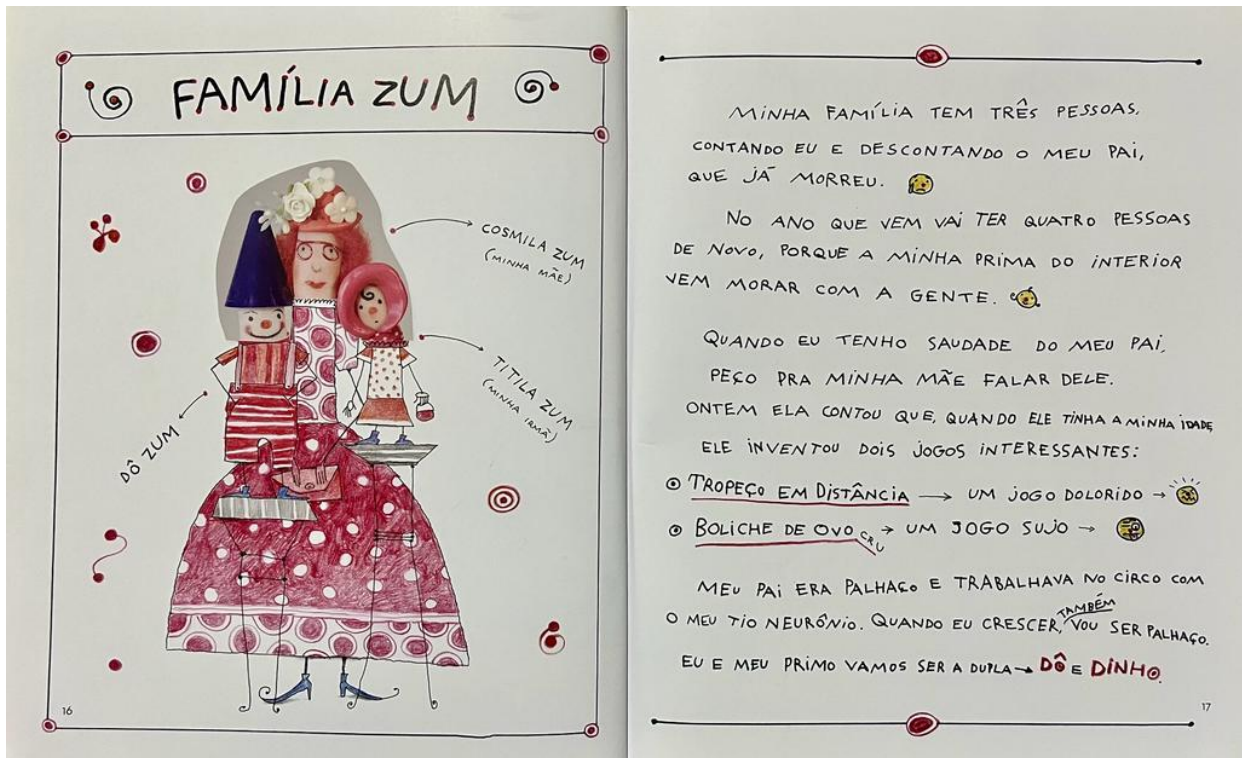 FAMÍLIA ZUM
COSMILA ZUM
(MINHA MÃE)
TITILA ZUM
(MINHA IRMÃ)
DÔ ZUM
16
MINHA FAMÍLIA TEM TRÊS PESSOAS,
CONTANDO EU E DESCONTANDO O MEU PAI,
QUE JÁ MORREU.
NO ANO QUE VEM VAI TER QUATRO PESSOAS
DE NOVO, PORQUE A MINHA PRIMA DO INTERIOR
VEM MORAR COM A GENTE.
QUANDO EU TENHO SAUDADE DO MEU PAI,
PEÇO PRA MINHA MÃE FALAR DELE.
ONTEM ELA CONTOU QUE, QUANDO ELE TINHA A MINHA IDADE,
ELE INVENTOU DOIS JOGOS INTERESSANTES:
TROPEÇO EM DISTÂNCIA → UM JOGO DOLORIDO →
BOLICHE DE OVO CRU → UM JOGO SUJO →
MEU PAI ERA PALHAÇO E TRABALHAVA NO CIRCO COM
O MEU TIO NEURÔNIO. QUANDO EU CRESCER, TAMBÉM VOU SER PALHAÇO.
EU E MEU PRIMO VAMOS SER A DUPLA → DÔ E DINHO.
17